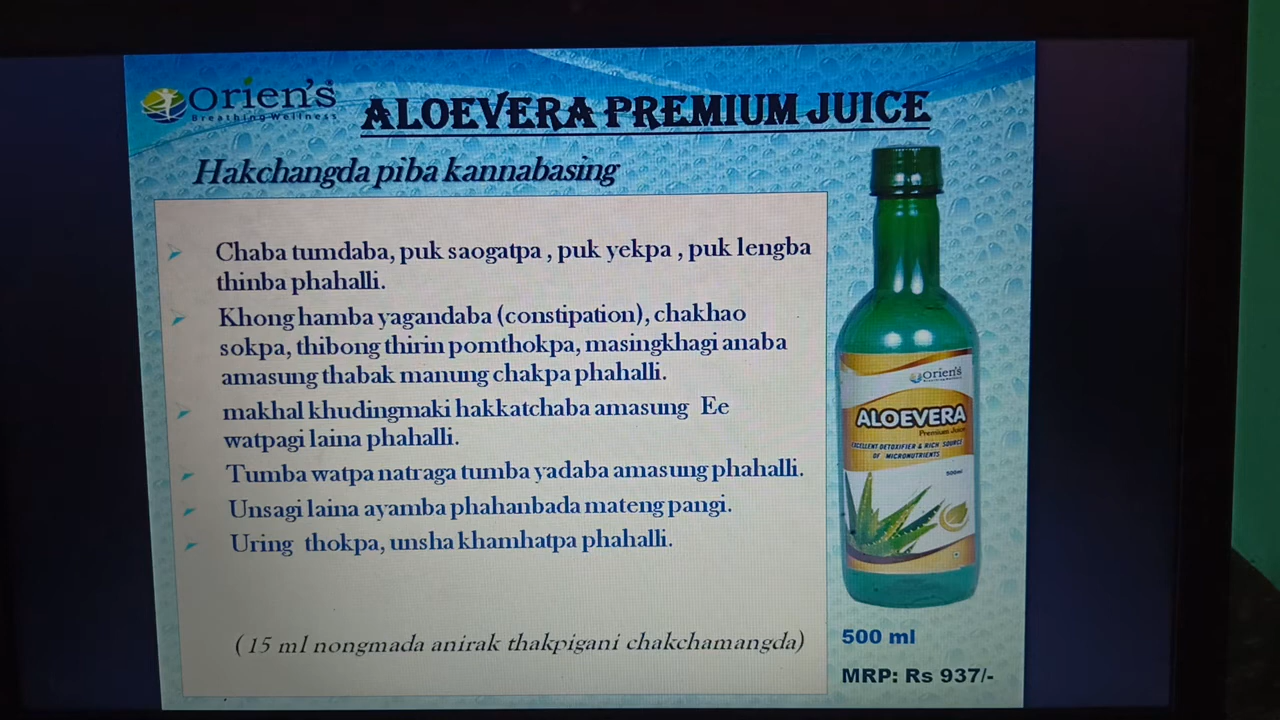 Orien's
Breathing Wellness
ALOEVERA PREMIUM JUICE
Hakchangda piba kannabasing
Chaba tumdaba, puk saogatpa , puk yekpa , puk lengba
thinba phahalli.
Khong hamba yagandaba (constipation), chakhao
sokpa, thibong thirin pomthokpa, masingkhagi anaba
amasung thabak manung chakpa phahalli.
makhal khudingmaki hakkatchaba amasung Ee
watpagi laina phahalli.
Tumba watpa natraga tumba yadaba amasung phahalli.
Unsagi laina ayamba phahanbada mateng pangi.
Uring thokpa, unsha khamhatpa phahalli.
( 15 ml nongmada anirak thakpigani chakchamangda)
Orien's
ALOEVERA
Premium Juice
EXCELLENT DETOXIFIER & RICH SOURCE
OF MICRONUTRIENTS
500ml
500 ml
MRP: Rs 937/-